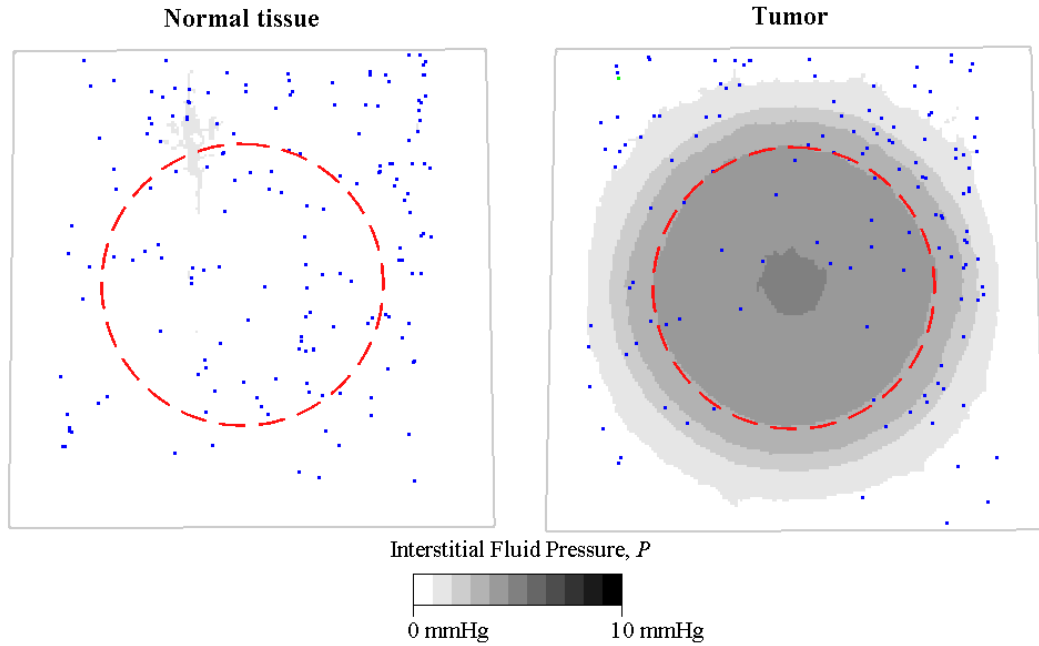 Normal tissue
Tumor
Interstitial Fluid Pressure, P
0 mmHg
10 mmHg